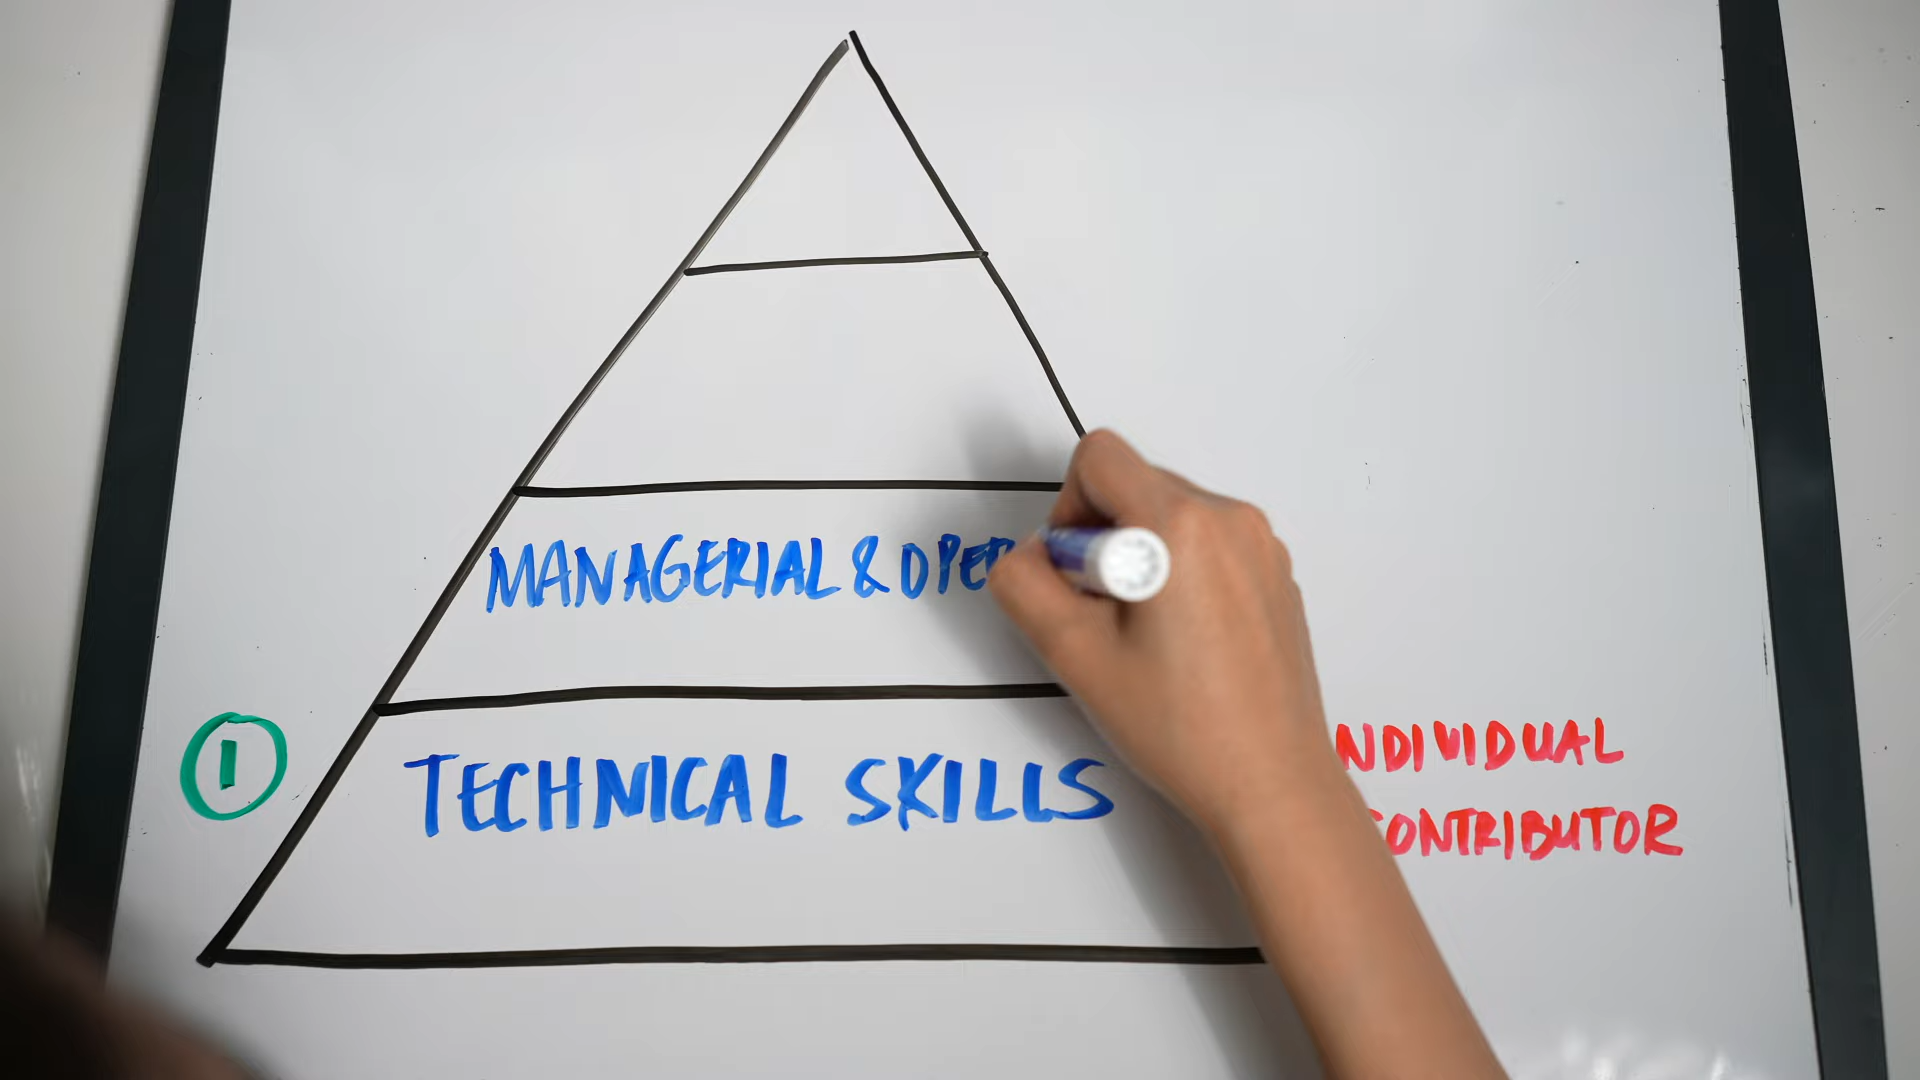 MANAGERIAL & OPE
1
TECHNICAL SKILLS
NDIVIDUAL
CONTRIBUTOR